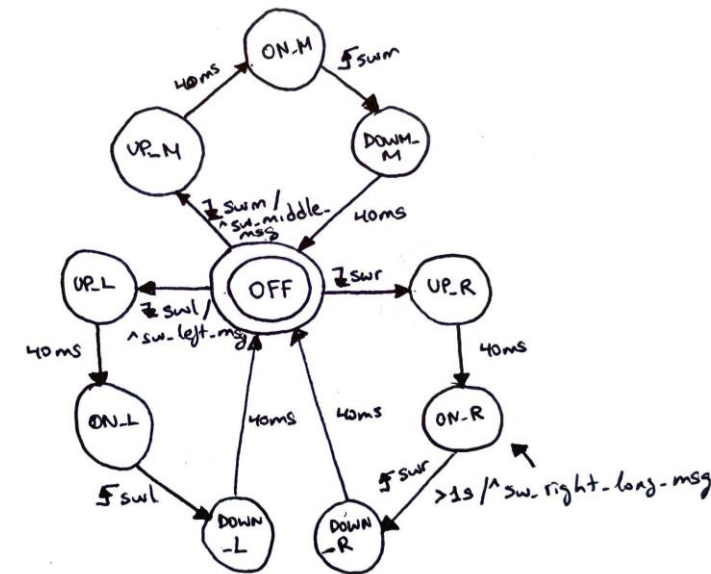 ON_M
40ms
↑swm
UP_M
DOWN_
M
↓swm/
^sw_middle_
msg
40ms
UP_L
OFF
↓swr
UP_R
↓swl/
^sw_left_msg
40ms
40ms
ON_L
40ms
40ms
ON_R
↑swl
↑swr
>1s/^sw_right_long_msg
DOWN
_L
DOWN
_R